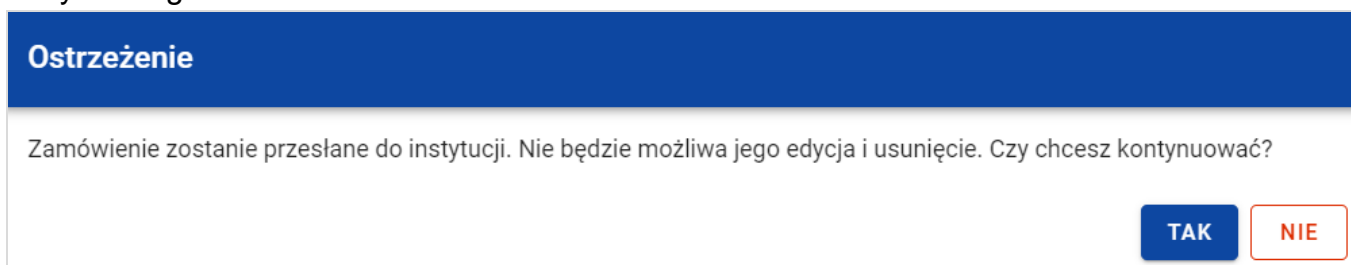 Ostrzeżenie
Zamówienie zostanie przesłane do instytucji. Nie będzie możliwa jego edycja i usunięcie. Czy chcesz kontynuować?
TAK NIE